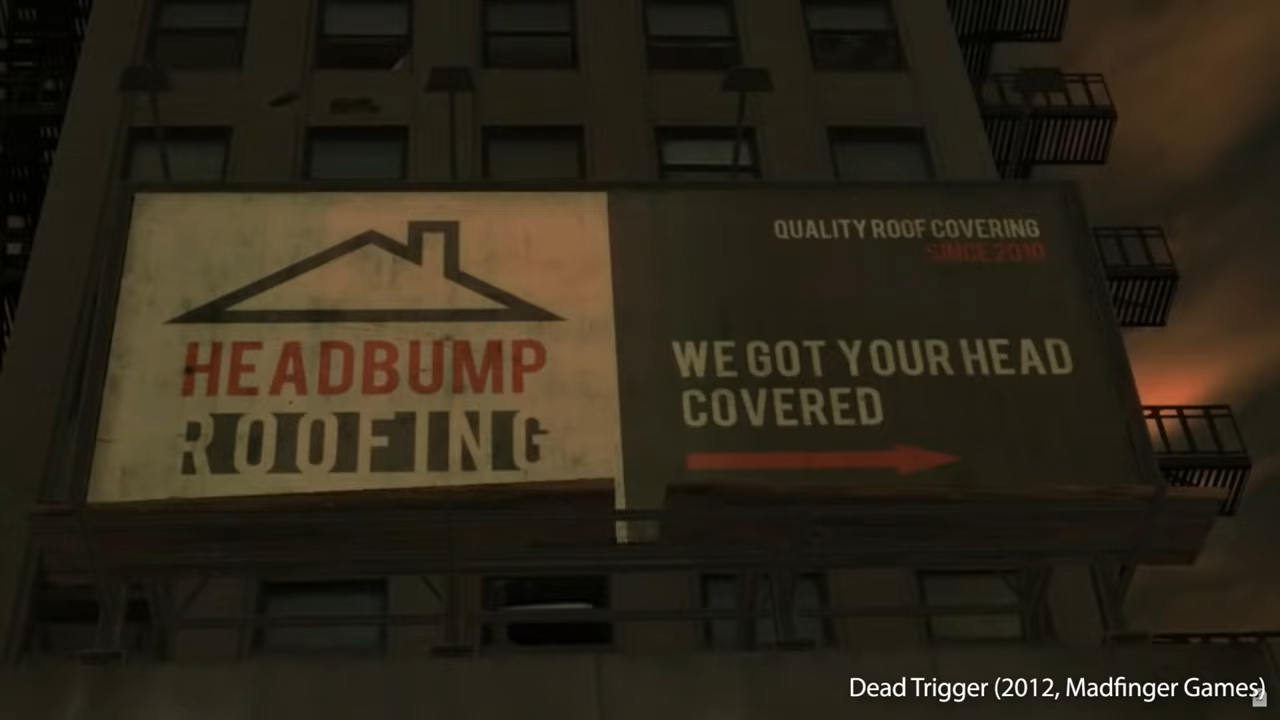 HEADBUMP
ROOFING
QUALITY ROOF COVERING
SINCE 2010
WE GOT YOUR HEAD
COVERED
Dead Trigger (2012, Madfinger Games)